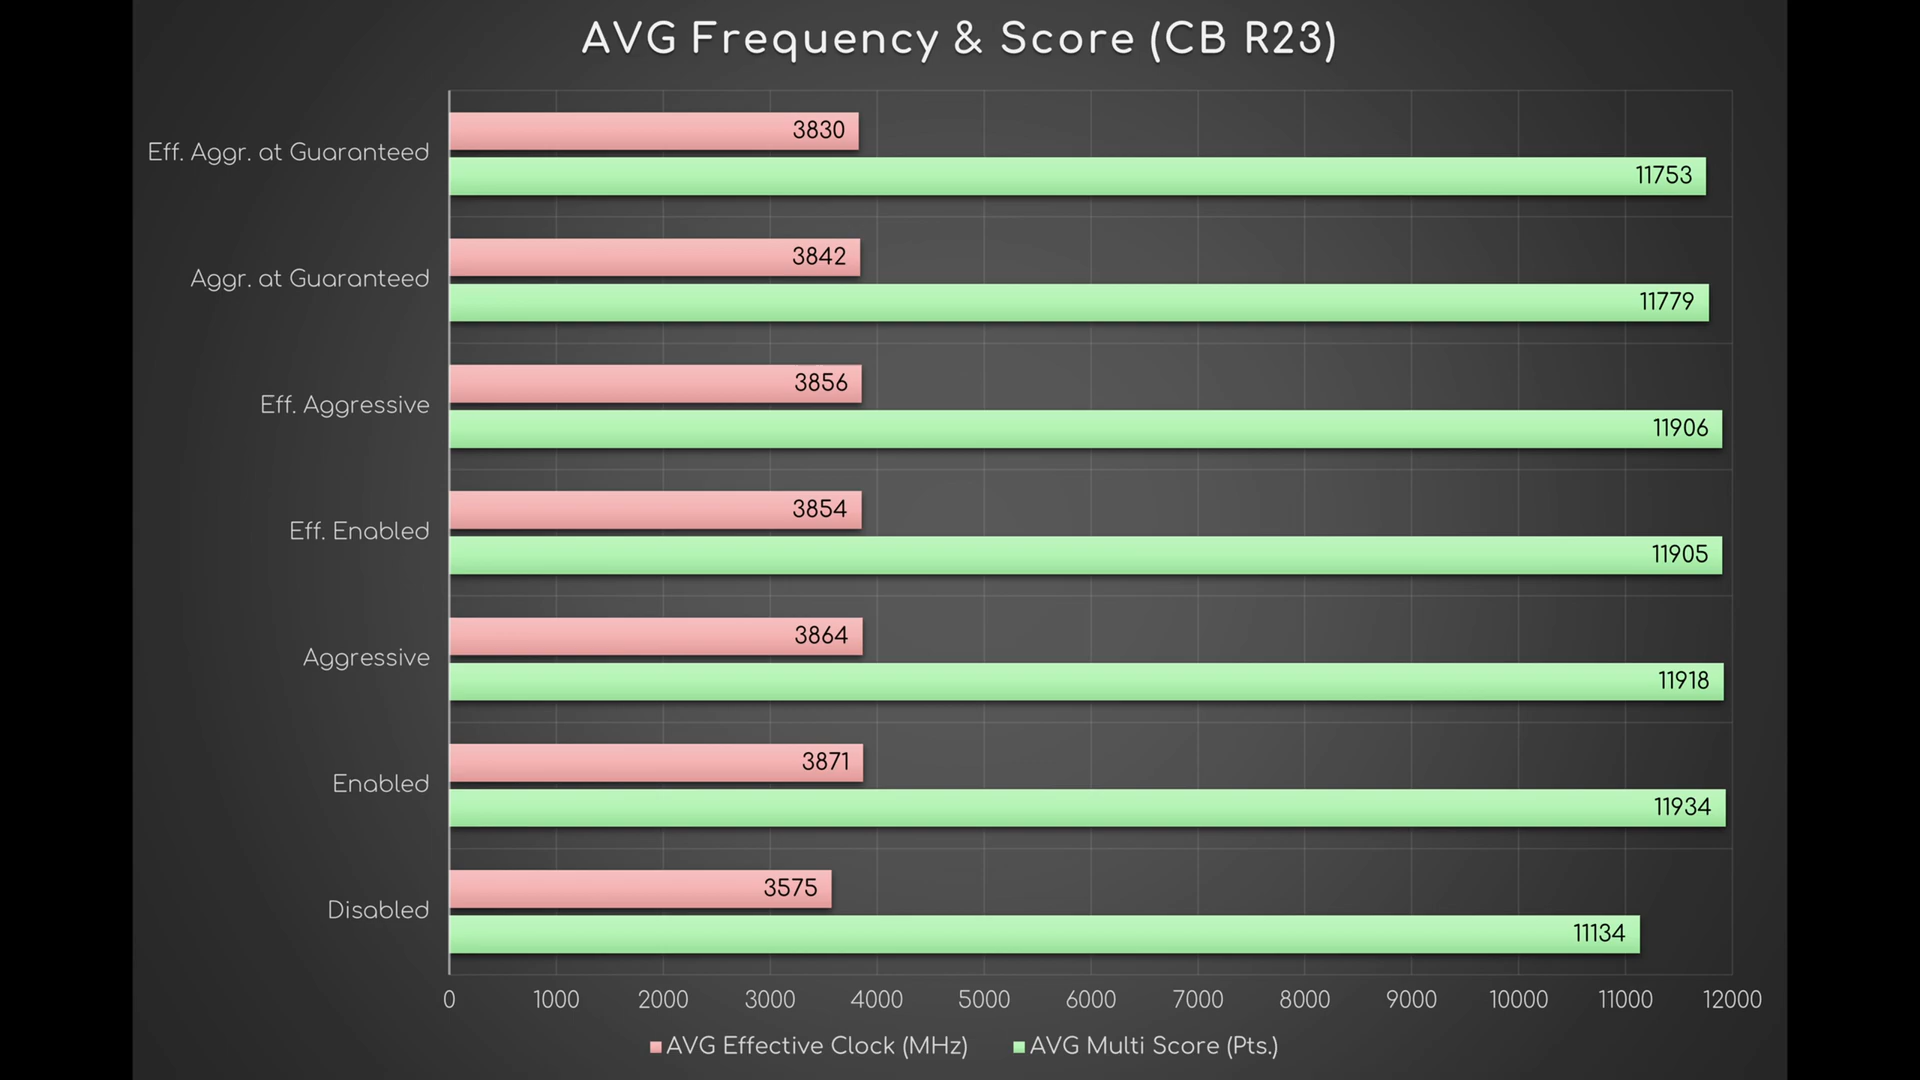 AVG Frequency & Score (CB R23)
Eff. Aggr. at Guaranteed
3830
11753
Aggr. at Guaranteed
3842
11779
Eff. Aggressive
3856
11906
Eff. Enabled
3854
11905
Aggressive
3864
11918
Enabled
3871
11934
Disabled
3575
11134
0 1000 2000 3000 4000 5000 6000 7000 8000 9000 10000 11000 12000
AVG Effective Clock (MHz) AVG Multi Score (Pts.)